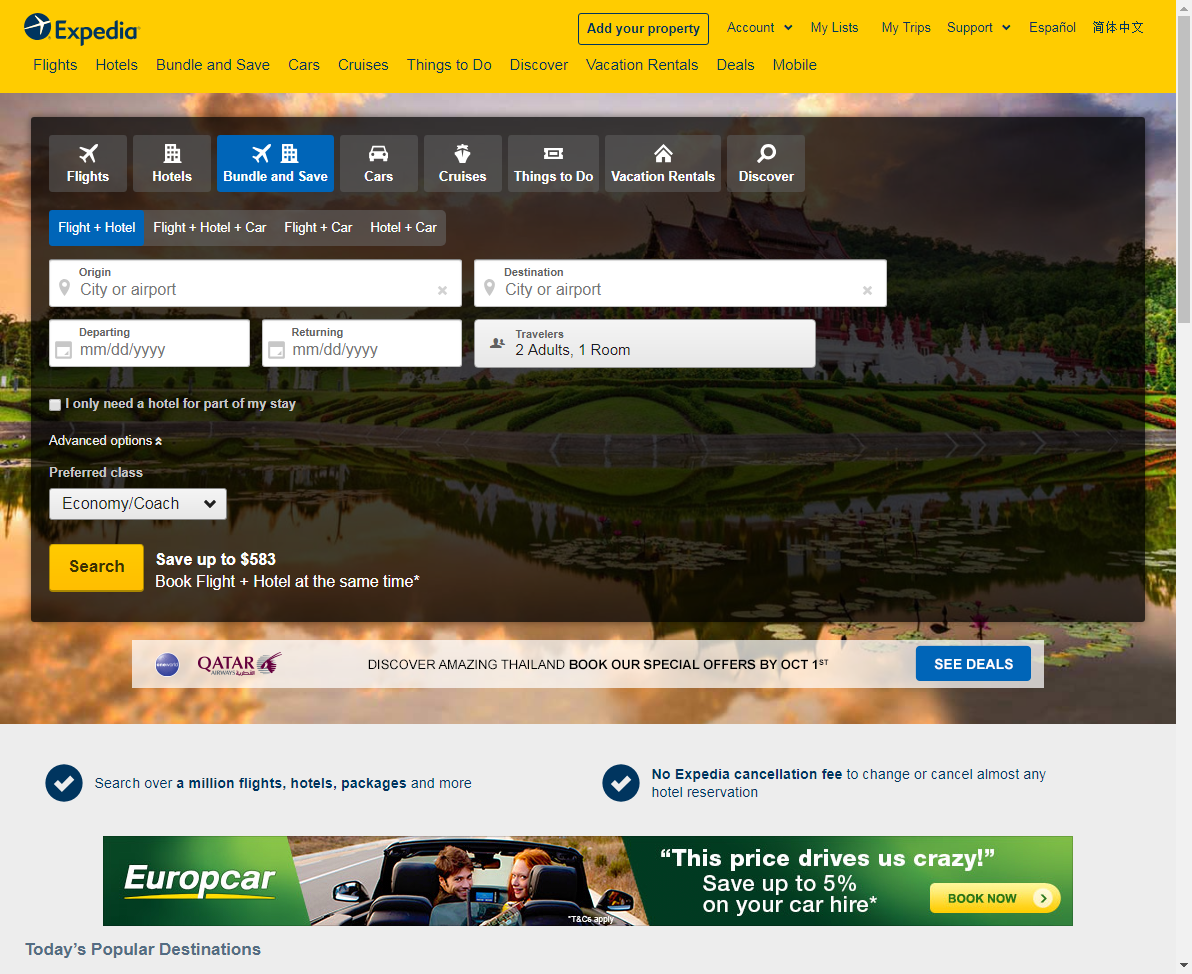 Expedia
Add your property
Account
My Lists
My Trips
Support
Español
简体中文
Flights
Hotels
Bundle and Save
Cars
Cruises
Things to Do
Discover
Vacation Rentals
Deals
Mobile
Flights
Hotels
Bundle and Save
Cars
Cruises
Things to Do
Vacation Rentals
Discover
Flight + Hotel
Flight + Hotel + Car
Flight + Car
Hotel + Car
Origin
City or airport
Destination
City or airport
Departing
mm/dd/yyyy
Returning
mm/dd/yyyy
Travelers
2 Adults, 1 Room
I only need a hotel for part of my stay
Advanced options
Preferred class
Economy/Coach
Search
Save up to $583
Book Flight + Hotel at the same time*
oneworld
QATAR
AIRWAYS القطرية
DISCOVER AMAZING THAILAND BOOK OUR SPECIAL OFFERS BY OCT 1ST
SEE DEALS
Search over a million flights, hotels, packages and more
No Expedia cancellation fee to change or cancel almost any
hotel reservation
Europcar
*T&Cs apply
“This price drives us crazy!”
Save up to 5%
on your car hire*
BOOK NOW
Today’s Popular Destinations